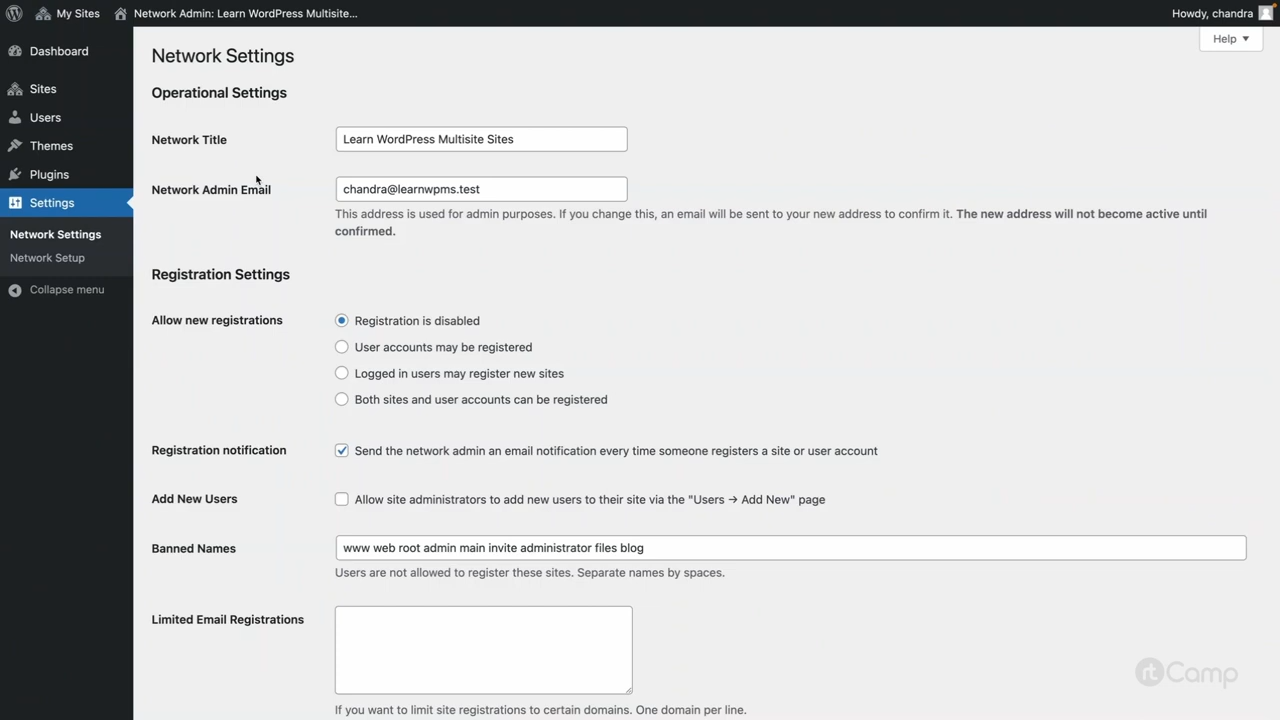 My Sites
Network Admin: Learn WordPress Multisite...
Howdy, chandra
Help
Dashboard
Sites
Users
Themes
Plugins
Settings
Network Settings
Network Setup
Collapse menu
Network Settings
Operational Settings
Network Title
Learn WordPress Multisite Sites
Network Admin Email
chandra@learnwpms.test
This address is used for admin purposes. If you change this, an email will be sent to your new address to confirm it. The new address will not become active until
confirmed.
Registration Settings
Allow new registrations
Registration is disabled
User accounts may be registered
Logged in users may register new sites
Both sites and user accounts can be registered
Registration notification
Send the network admin an email notification every time someone registers a site or user account
Add New Users
Allow site administrators to add new users to their site via the "Users → Add New" page
Banned Names
www web root admin main invite administrator files blog
Users are not allowed to register these sites. Separate names by spaces.
Limited Email Registrations
If you want to limit site registrations to certain domains. One domain per line.
rtCamp